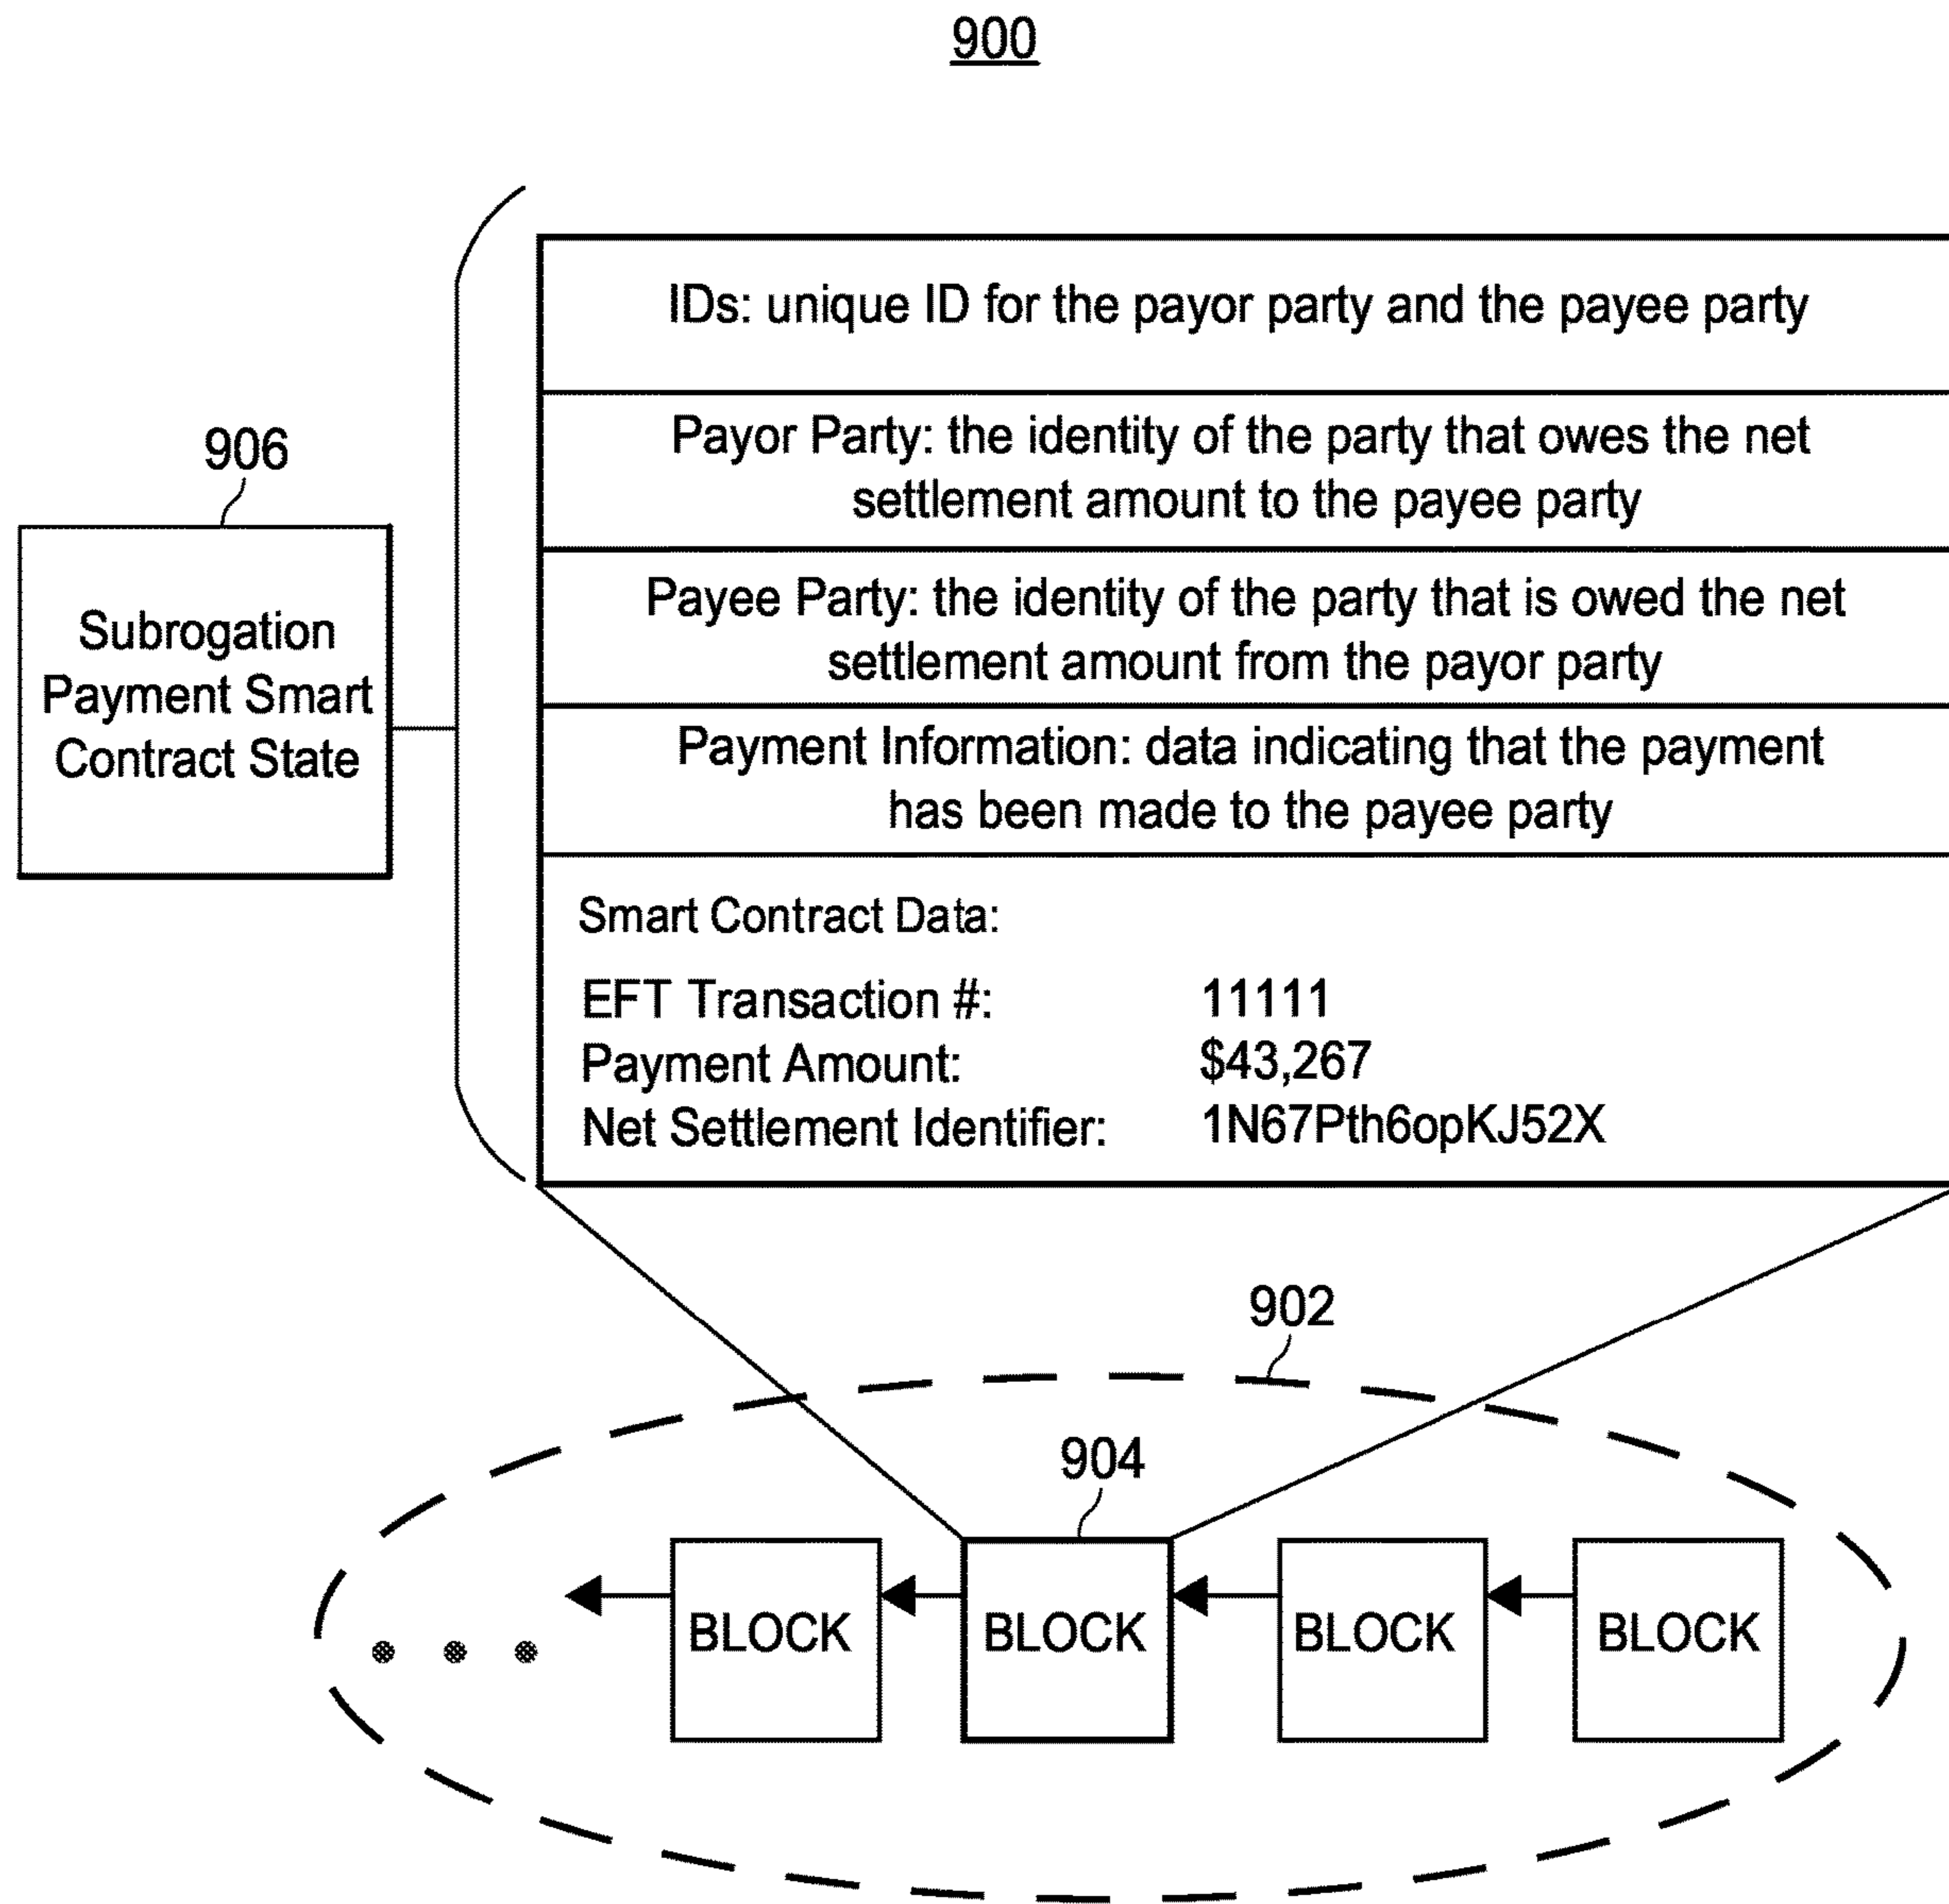 900
IDs: unique ID for the payor party and the payee party
Payor Party: the identity of the party that owes the net
settlement amount to the payee party
906
Payee Party: the identity of the party that is owed the net
settlement amount from the payor party
Subrogation
Payment Smart
Contract State
Payment Information: data indicating that the payment
has been made to the payee party
Smart Contract Data:
EFT Transaction #: 11111
Payment Amount: $43,267
Net Settlement Identifier: 1N67Pth6opKJ52X
902
904
BLOCK BLOCK BLOCK BLOCK